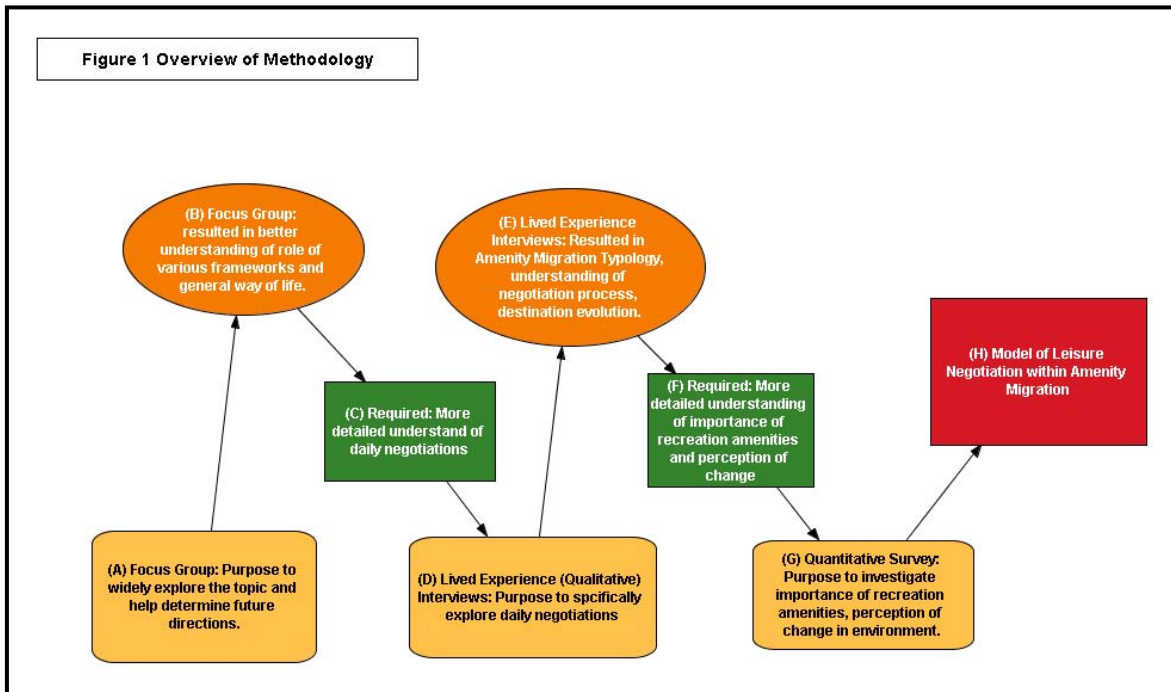 Figure 1 Overview of Methodology
(B) Focus Group:
resulted in better
understanding of role of
various frameworks and
general way of life.
(E) Lived Experience
Interviews: Resulted in
Amenity Migration Typology,
understanding of
negotiation process,
destination evolution.
(H) Model of Leisure
Negotiation within Amenity
Migration
(C) Required: More
detailed understand of
daily negotiations
(F) Required: More
detailed understanding
of importance of
recreation amenities
and perception of
change
(A) Focus Group: Purpose to
widely explore the topic and
help determine future
directions.
(D) Lived Experience (Qualitative)
Interviews: Purpose to spcifically
explore daily negotiations
(G) Quantitative Survey:
Purpose to investigate
importance of recreation
amenities, perception of
change in environment.